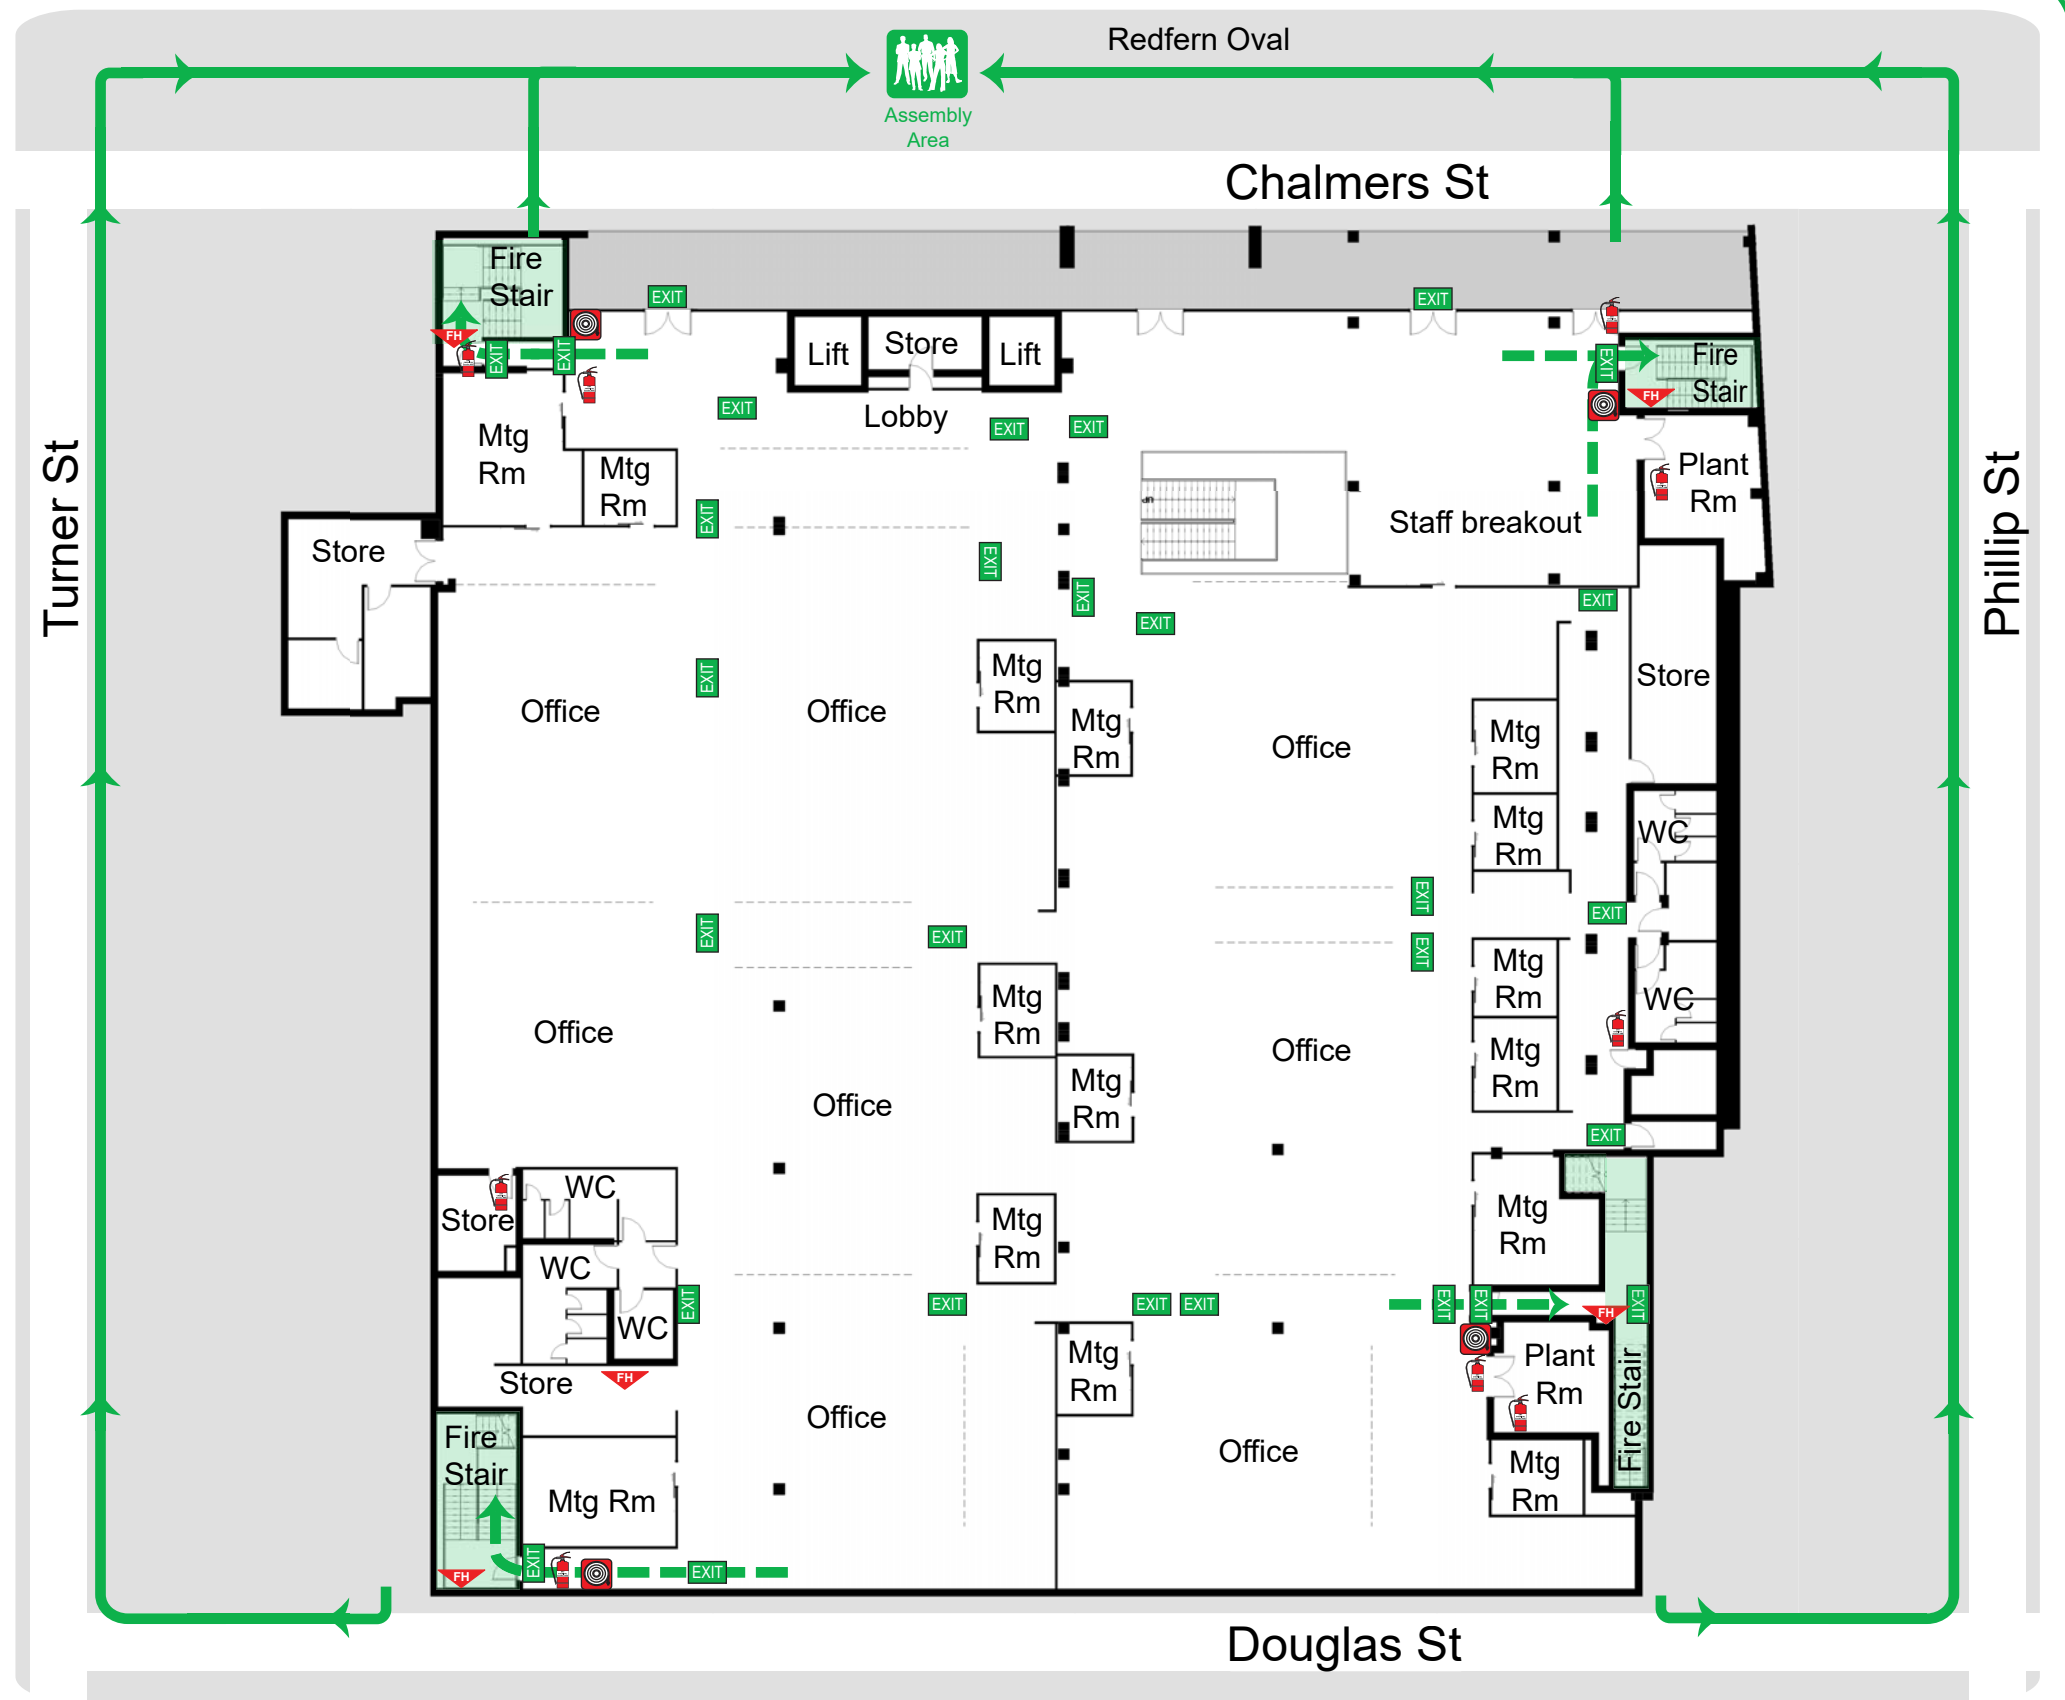 Redfern Oval
Assembly
Area
Chalmers St
Fire
Stair
EXIT
EXIT
FH
EXIT
EXIT
Lift
Store
Lift
Lobby
EXIT
EXIT
EXIT
EXIT
Fire
Stair
FH
Mtg
Rm
Mtg
Rm
EXIT
UP
Staff breakout
Plant
Rm
Turner St
Phillip St
Store
EXIT
EXIT
EXIT
EXIT
Mtg
Rm
EXIT
Office
Office
Mtg
Rm
Office
Mtg
Rm
Store
Mtg
Rm
WC
EXIT
EXIT
EXIT
EXIT
EXIT
Mtg
Rm
WC
Office
Mtg
Rm
Office
Mtg
Rm
Office
Mtg
Rm
EXIT
WC
Store
Mtg
Rm
Mtg
Rm
WC
EXIT
EXIT
EXIT
EXIT
EXIT
EXIT
FH
EXIT
WC
Mtg
Rm
Plant
Rm
Store
FH
Office
Fire Stair
Fire
Stair
Office
Mtg
Rm
Mtg Rm
EXIT
EXIT
FH
Douglas St